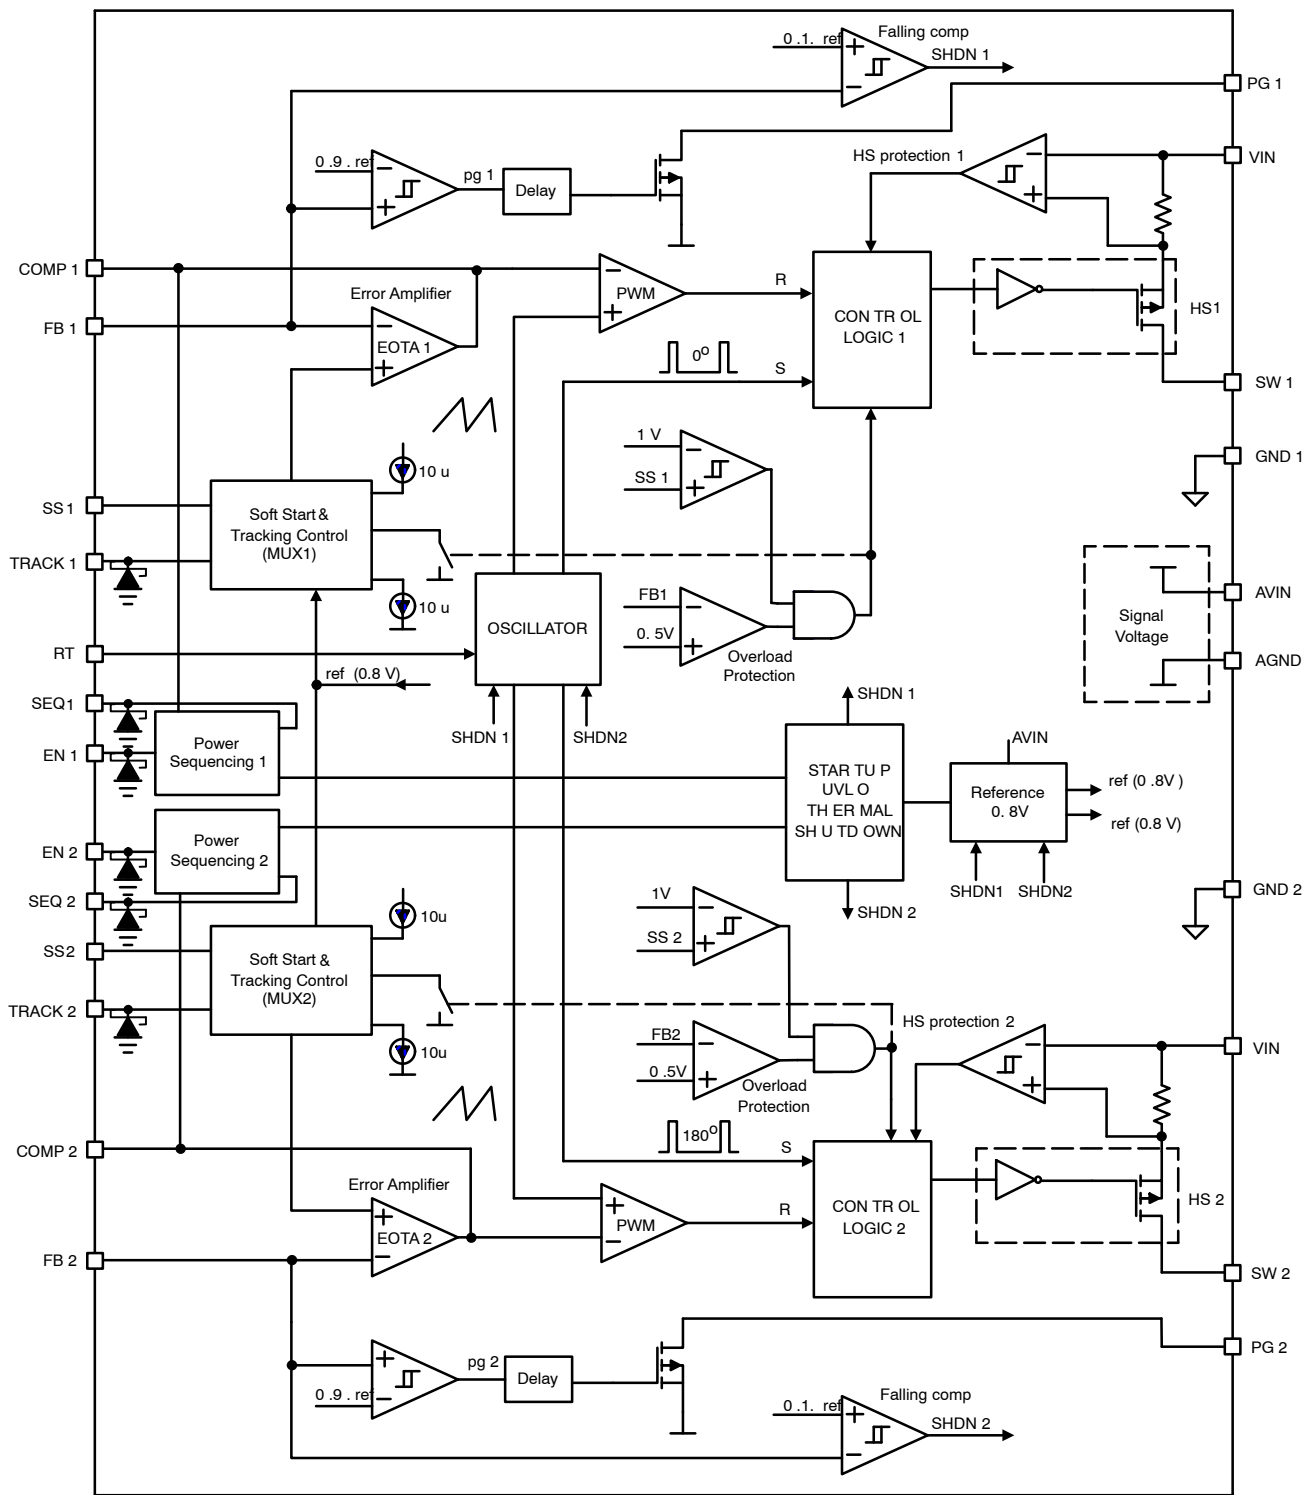 Falling comp
0 .1. ref
SHDN 1
PG 1
0 .9 . ref
pg 1
Delay
HS protection 1
VIN
COMP 1
Error Amplifier
PWM
R
CON TR OL
LOGIC 1
HS1
FB 1
EOTA 1
0º
S
SW 1
1 V
SS 1
10 u
GND 1
SS 1
Soft Start &
Tracking Control
(MUX1)
TRACK 1
10 u
FB1
0. 5V
Overload
Protection
OSCILLATOR
Signal
Voltage
AVIN
AGND
RT
ref (0.8 V)
SEQ1
SHDN 1
SHDN2
SHDN 1
EN 1
Power
Sequencing 1
STAR TU P
UVL O
TH ER MAL
SH U TD OWN
AVIN
Reference
0. 8V
ref (0 .8V )
ref (0.8 V)
EN 2
Power
Sequencing 2
SHDN1
SHDN2
SEQ 2
1V
SS 2
SHDN 2
GND 2
10u
SS2
Soft Start &
Tracking Control
(MUX2)
TRACK 2
10u
FB2
0 .5V
Overload
Protection
HS protection 2
VIN
180º
S
COMP 2
Error Amplifier
EOTA 2
PWM
R
CON TR OL
LOGIC 2
HS 2
FB 2
SW 2
pg 2
Delay
PG 2
0 .9 . ref
Falling comp
0 .1. ref
SHDN 2